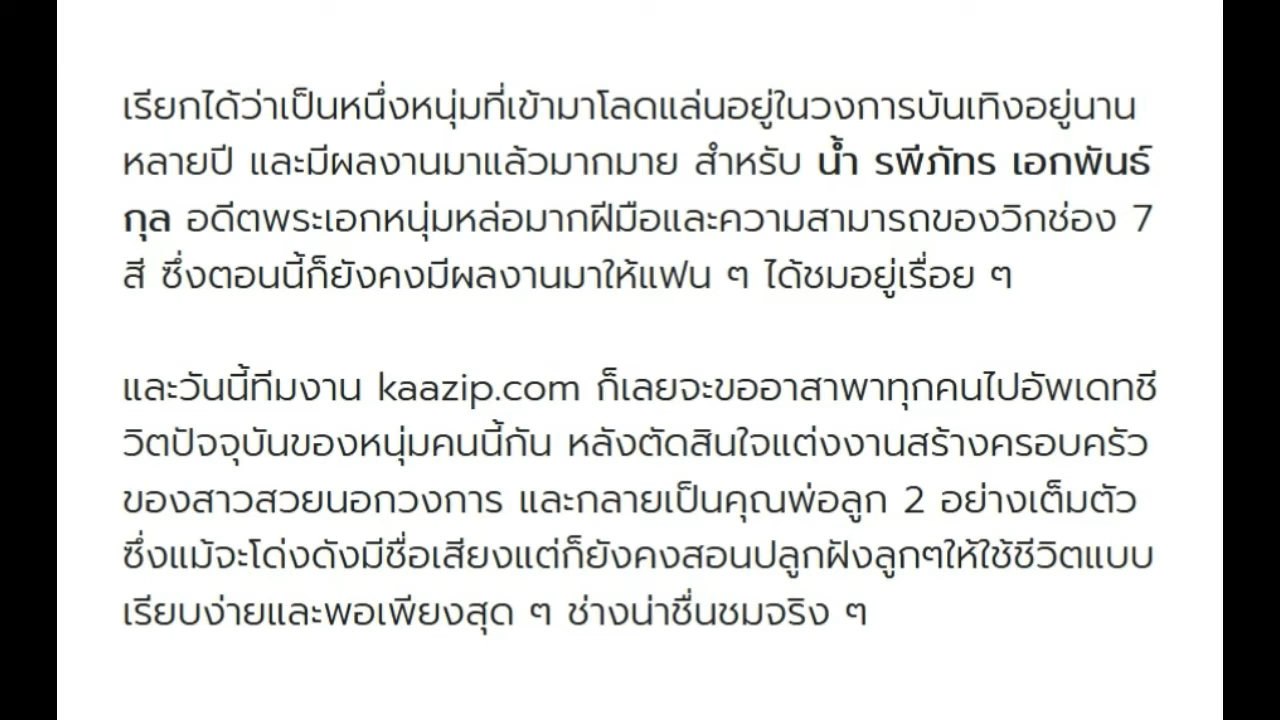 เรียกได้ว่าเป็นหนึ่งหนุ่มที่เข้ามาโลดแล่นอยู่ในวงการบันเทิงอยู่นาน
หลายปี และมีผลงานมาแล้วมากมาย สำหรับ น้ำ รพีภัทร เอกพันธ์
กุล อดีตพระเอกหนุ่มหล่อมากฝีมือและความสามารถของวิกช่อง 7
สี ซึ่งตอนนี้ก็ยังคงมีผลงานมาให้แฟน ๆ ได้ชมอยู่เรื่อย ๆ
และวันนี้ทีมงาน kaazip.com ก็เลยจะขออาสาพาทุกคนไปอัพเดทชี
วิตปัจจุบันของหนุ่มคนนี้กัน หลังตัดสินใจแต่งงานสร้างครอบครัว
ของสาวสวยนอกวงการ และกลายเป็นคุณพ่อลูก 2 อย่างเต็มตัว
ซึ่งแม้จะโด่งดังมีชื่อเสียงแต่ก็ยังคงสอนปลูกฝังลูกๆให้ใช้ชีวิตแบบ
เรียบง่ายและพอเพียงสุด ๆ ช่างน่าชื่นชมจริง ๆ